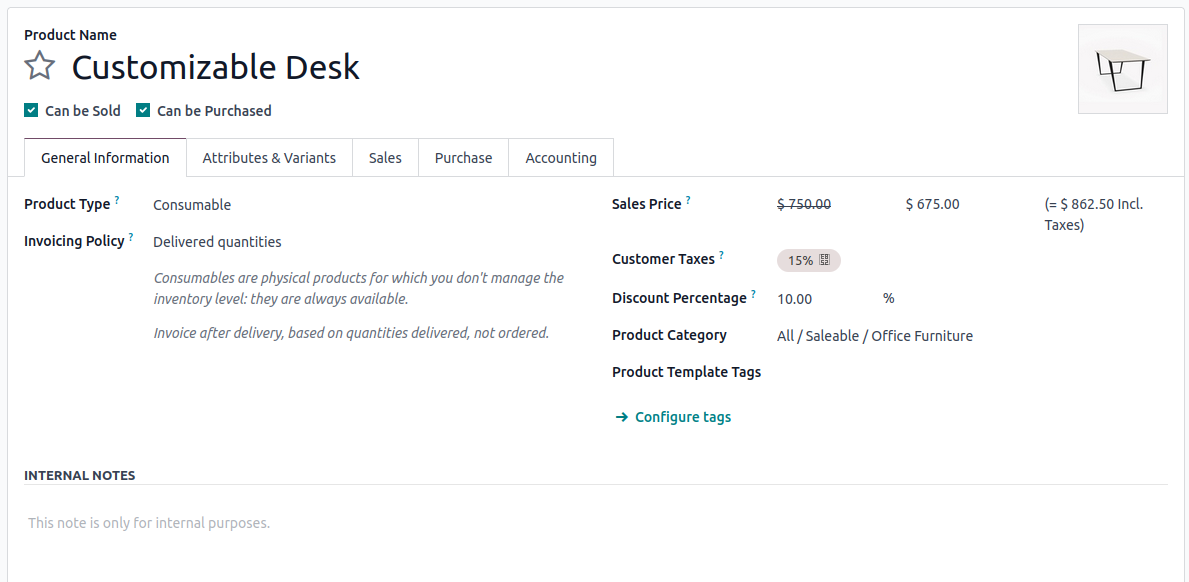 Product Name
Customizable Desk
Can be Sold Can be Purchased
General Information Attributes & Variants Sales Purchase Accounting
Product Type ? Consumable
Invoicing Policy ? Delivered quantities
Consumables are physical products for which you don't manage the
inventory level: they are always available.
Invoice after delivery, based on quantities delivered, not ordered.
Sales Price ? $ 750.00 $ 675.00 (= $ 862.50 Incl.
Taxes)
Customer Taxes ? 15%
Discount Percentage ? 10.00 %
Product Category All / Saleable / Office Furniture
Product Template Tags
→ Configure tags
INTERNAL NOTES
This note is only for internal purposes.